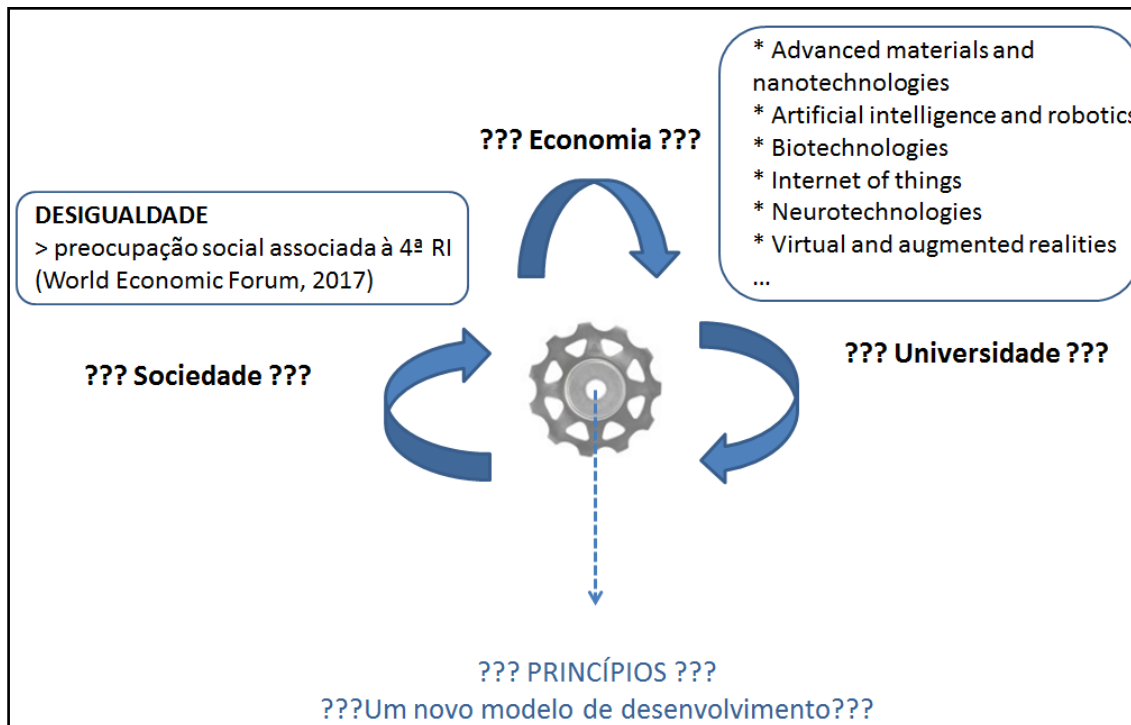 * Advanced materials and
nanotechnologies
* Artificial intelligence and robotics
* Biotechnologies
* Internet of things
* Neurotechnologies
* Virtual and augmented realities
...
??? Economia ???
DESIGUALDADE
> preocupação social associada à 4ª RI
(World Economic Forum, 2017)
??? Universidade ???
??? Sociedade ???
??? PRINCÍPIOS ???
???Um novo modelo de desenvolvimento???